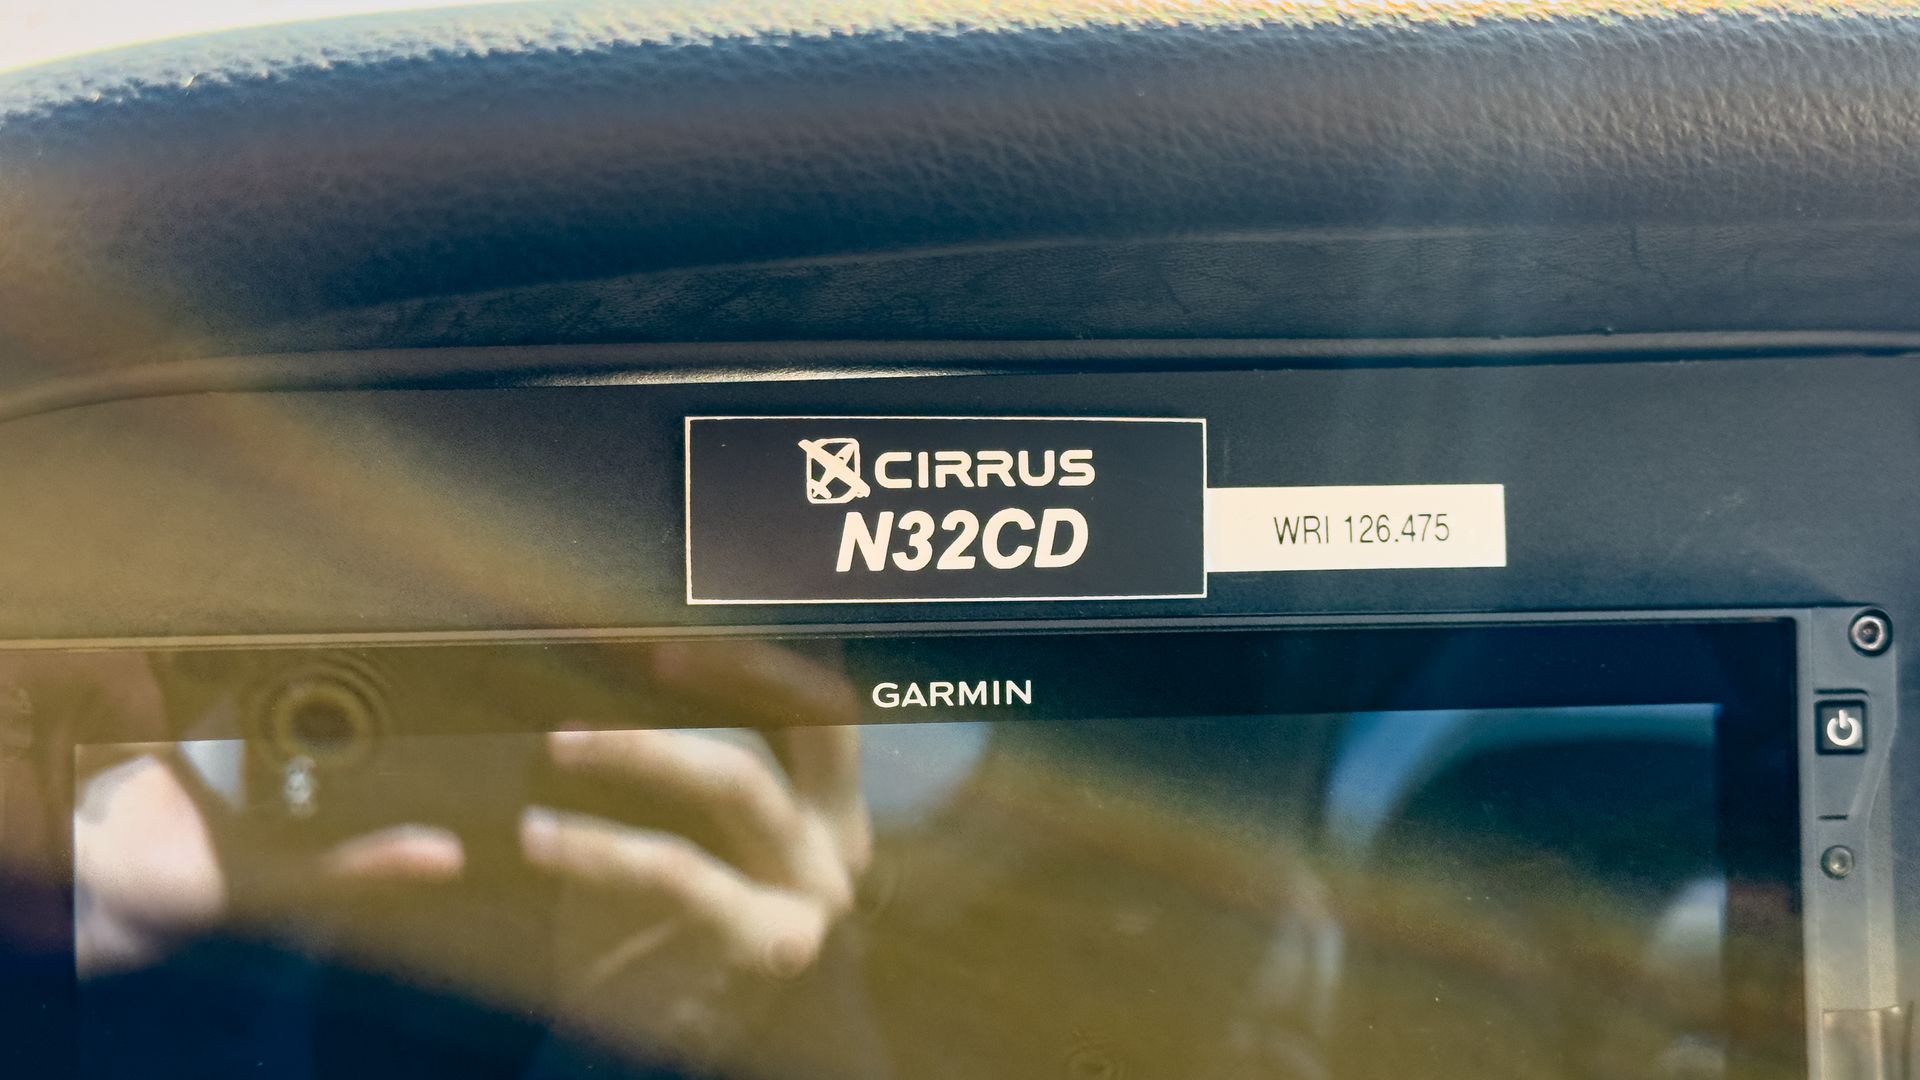 CIRRUS
N32CD
WRI 126.475
GARMIN